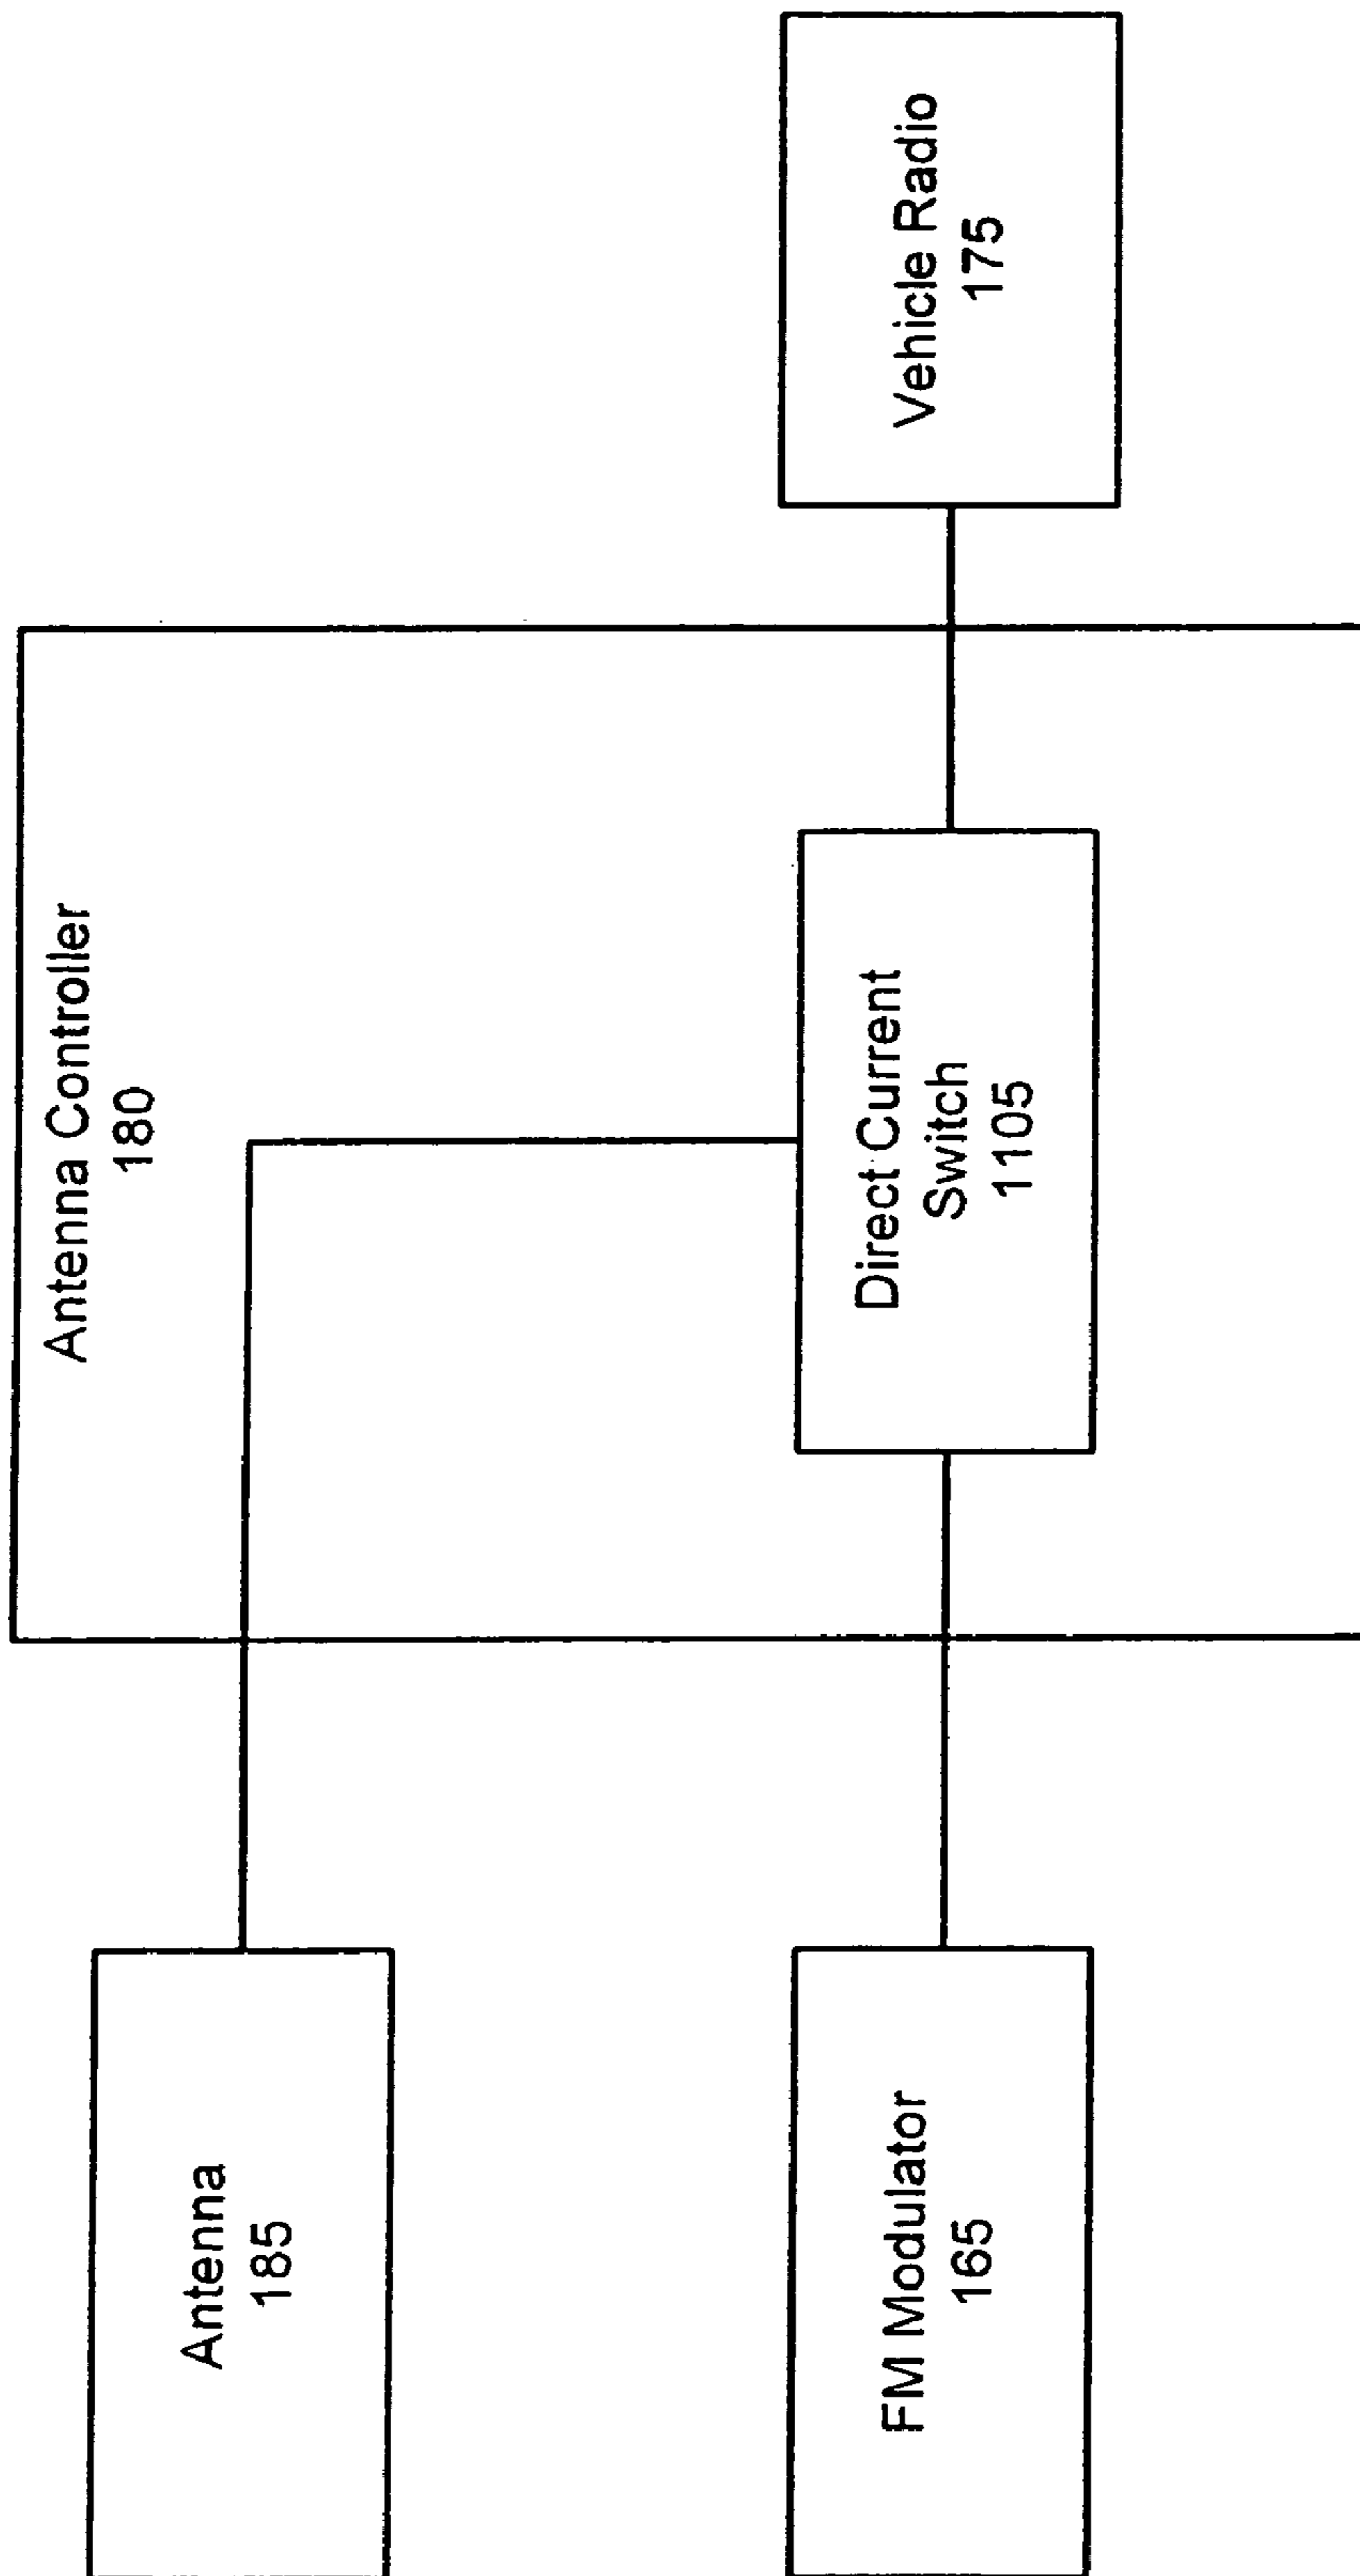 Antenna Controller
180
Antenna
185
FM Modulator
165
Direct Current
Switch
1105
Vehicle Radio
175